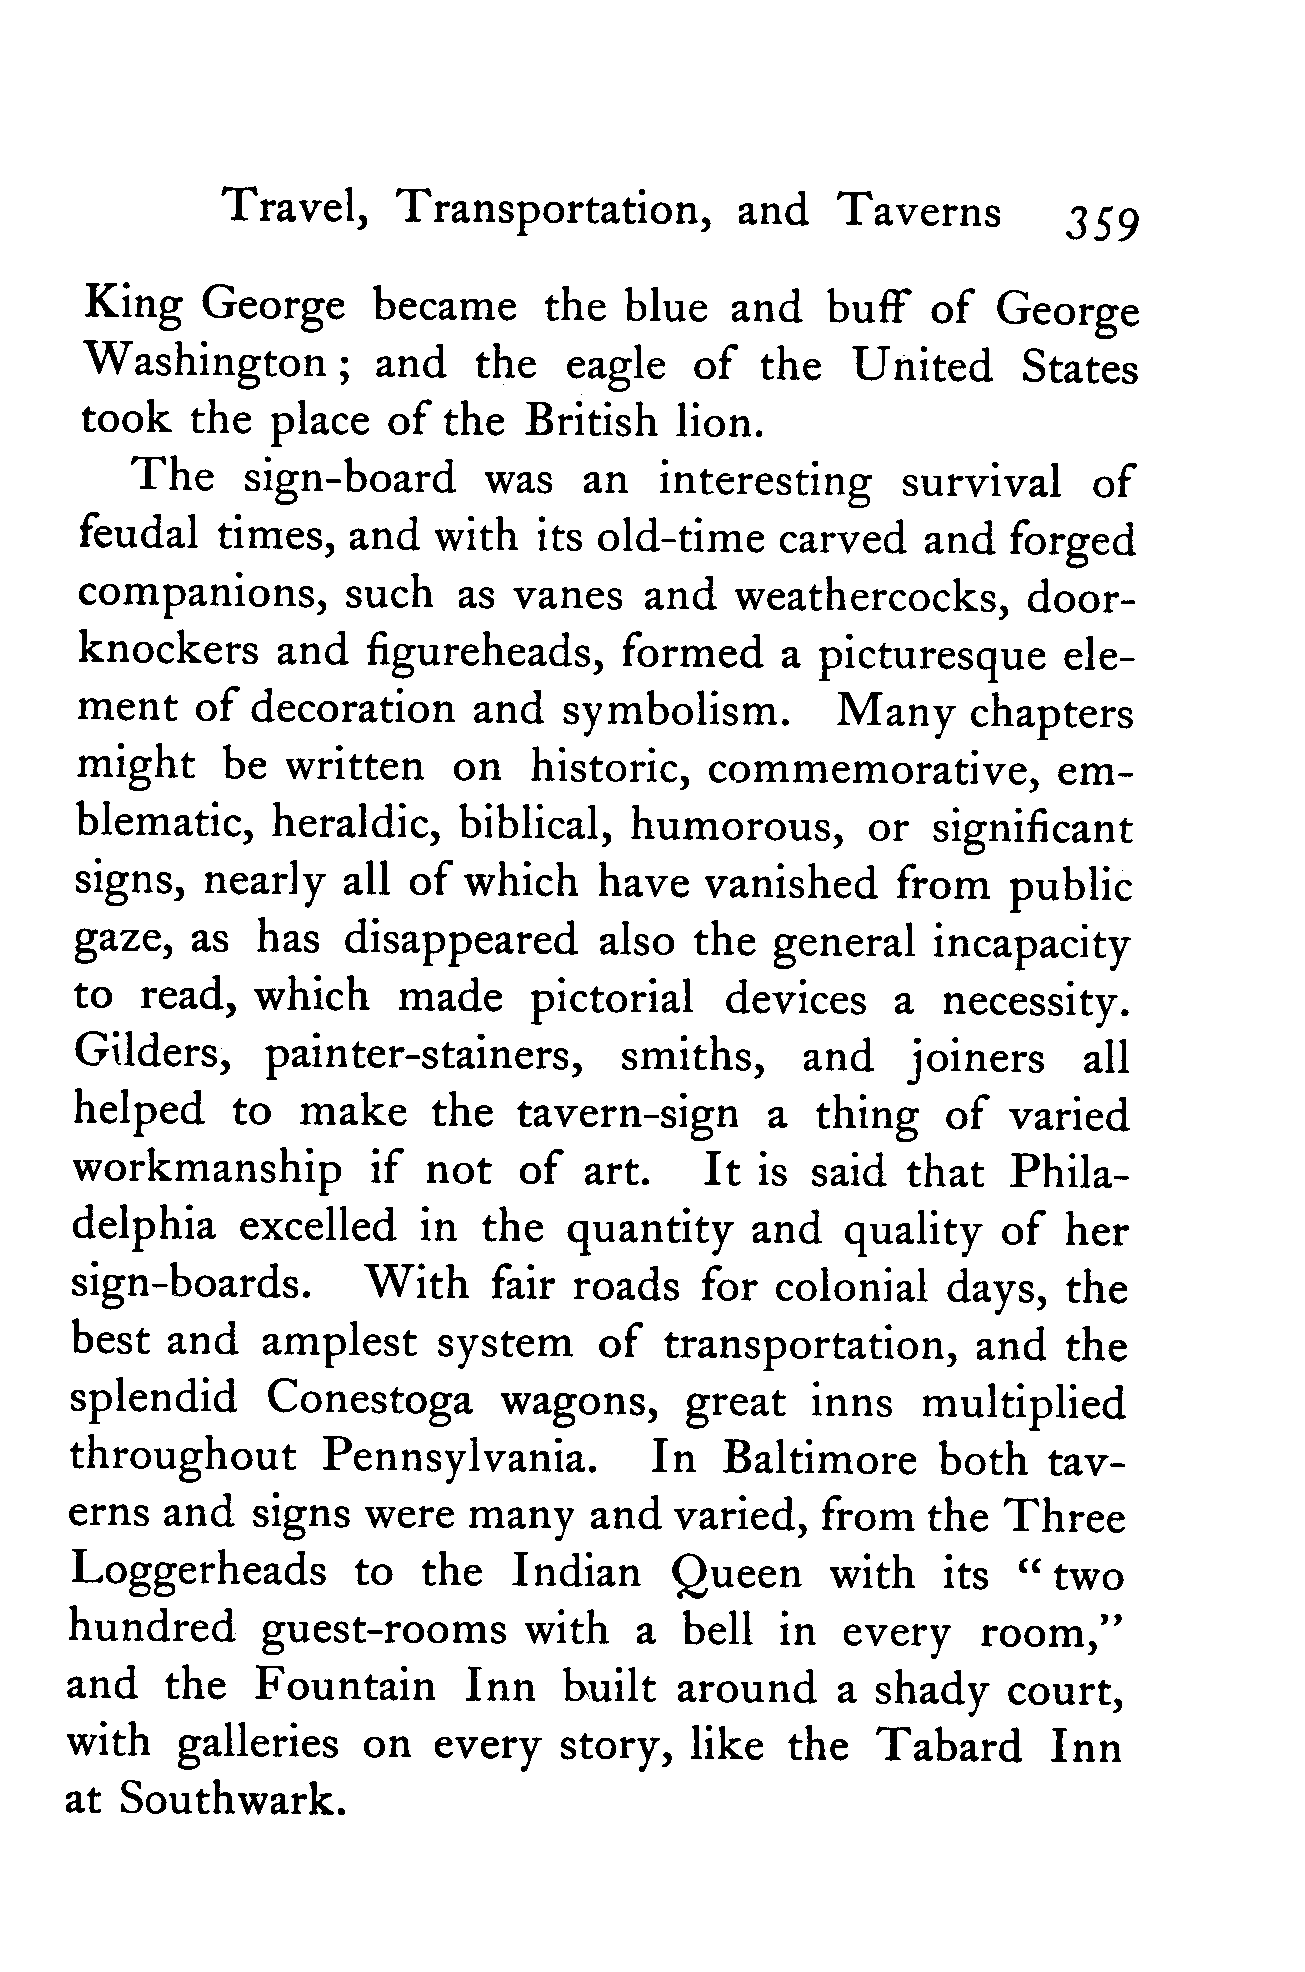 Travel, Transportation, and Taverns 359
King George became the blue and buff of George
Washington ; and the eagle of the United States
took the place of the British lion.
The sign-board was an interesting survival of
feudal times, and with its old-time carved and forged
companions, such as vanes and weathercocks, door-
knockers and figureheads, formed a picturesque ele-
ment of decoration and symbolism. Many chapters
might be written on historic, commemorative, em-
blematic, heraldic, biblical, humorous, or significant
signs, nearly all of which have vanished from public
gaze, as has disappeared also the general incapacity
to read, which made pictorial devices a necessity.
Gilders, painter-stainers, smiths, and joiners all
helped to make the tavern-sign a thing of varied
workmanship if not of art. It is said that Phila-
delphia excelled in the quantity and quality of her
sign-boards. With fair roads for colonial days, the
best and amplest system of transportation, and the
splendid Conestoga wagons, great inns multiplied
throughout Pennsylvania. In Baltimore both tav-
erns and signs were many and varied, from the Three
Loggerheads to the Indian Queen with its “ two
hundred guest-rooms with a bell in every room,”
and the Fountain Inn built around a shady court,
with galleries on every story, like the Tabard Inn
at Southwark.